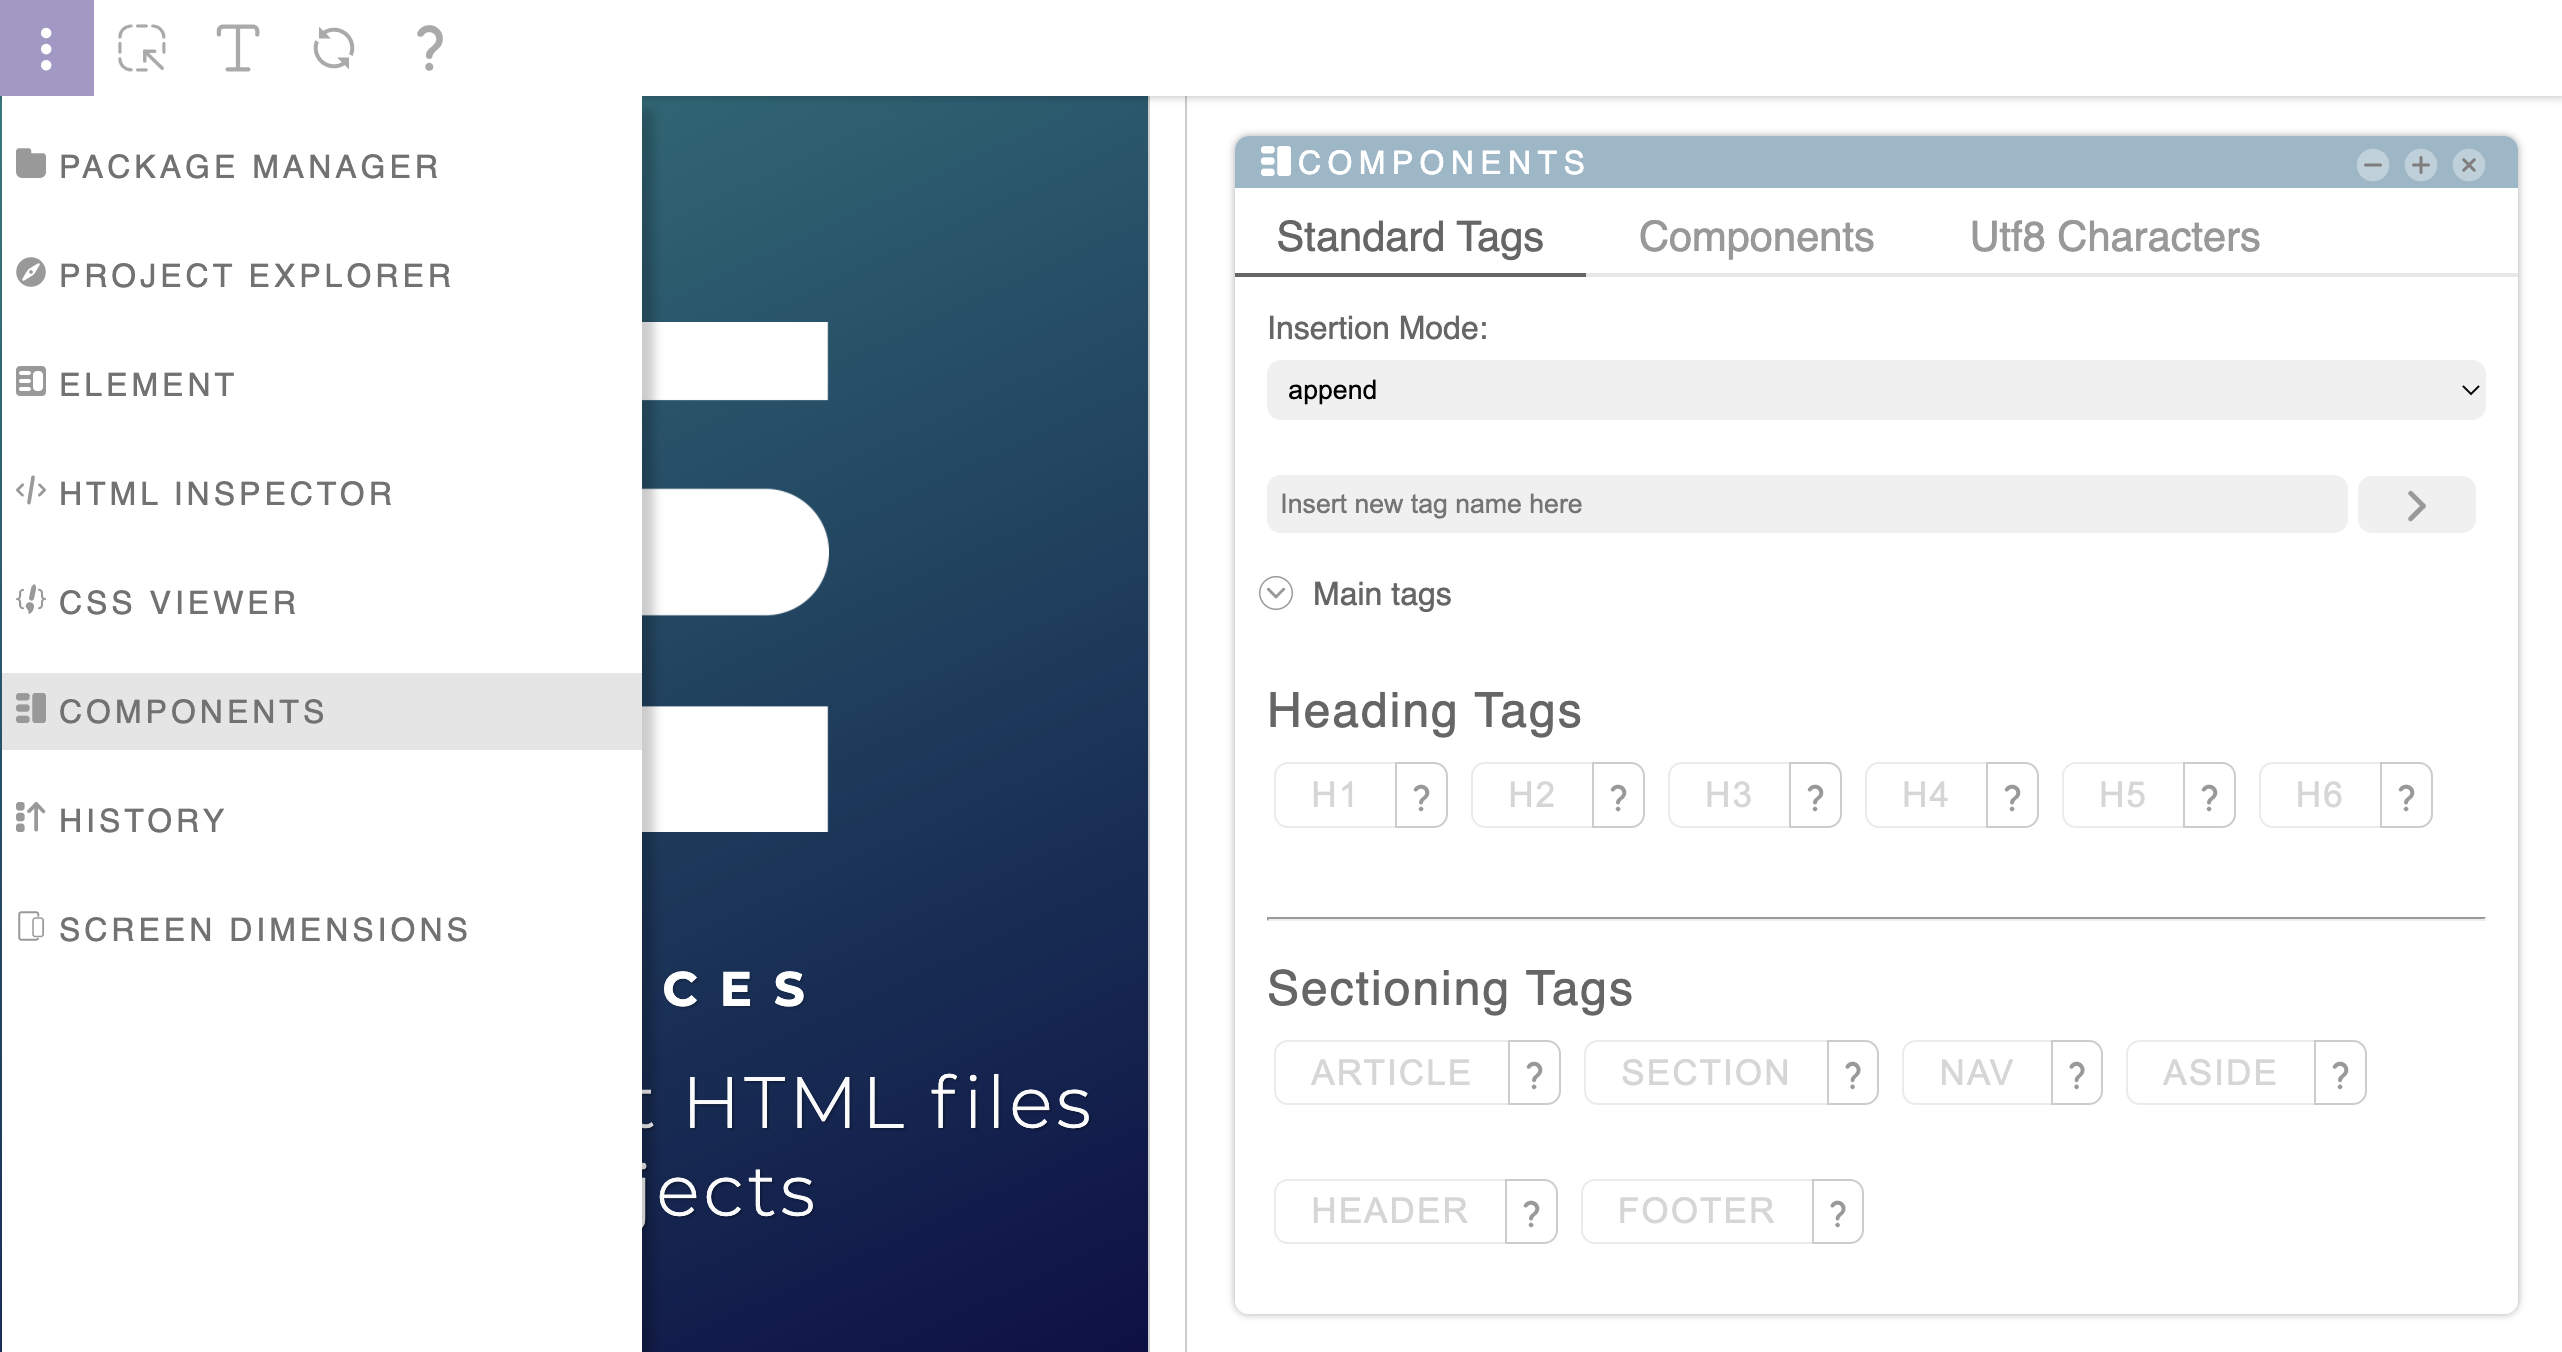 PACKAGE MANAGER
PROJECT EXPLORER
ELEMENT
HTML INSPECTOR
CSS VIEWER
COMPONENTS
HISTORY
SCREEN DIMENSIONS
CES
t HTML files
jects
COMPONENTS
Standard Tags Components Utf8 Characters
Insertion Mode:
append
Insert new tag name here
Main tags
Heading Tags
H1 ? H2 ? H3 ? H4 ? H5 ? H6 ?
Sectioning Tags
ARTICLE ? SECTION ? NAV ? ASIDE ?
HEADER ? FOOTER ?